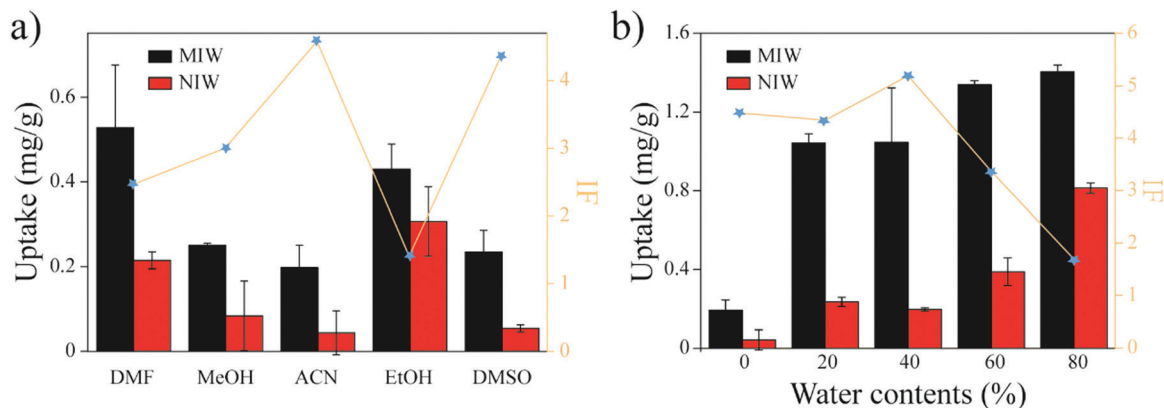 a)
MIW
NIW
Uptake (mg/g)
0.6
0.4
0.2
0
4
3
2
1
0
IF
DMF MeOH ACN EtOH DMSO
b)
MIW
NIW
Uptake (mg/g)
1.6
1.2
0.8
0.4
0
6
5
4
3
2
1
0
IF
0 20 40 60 80
Water contents (%)